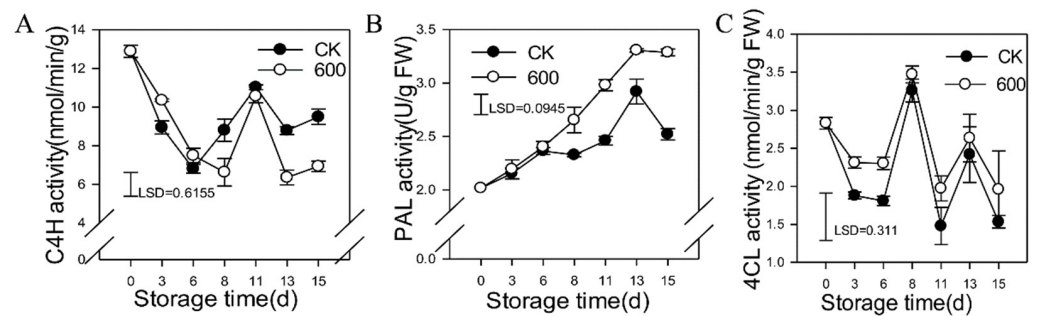 A
C4H activity(nmol/min/g)
14
12
10
8
6
4
0
CK
600
LSD=0.6155
0 3 6 8 11 13 15
Storage time(d)
B
PAL activity(U/g FW)
3.5
3.0
2.5
2.0
0.0
CK
600
LSD=0.0945
0 3 6 8 11 13 15
Storage time(d)
C
4CL activity (nmol/min/g FW)
4.0
3.5
3.0
2.5
2.0
1.5
1.0
CK
600
LSD=0.311
0 3 6 8 11 13 15
Storage time(d)